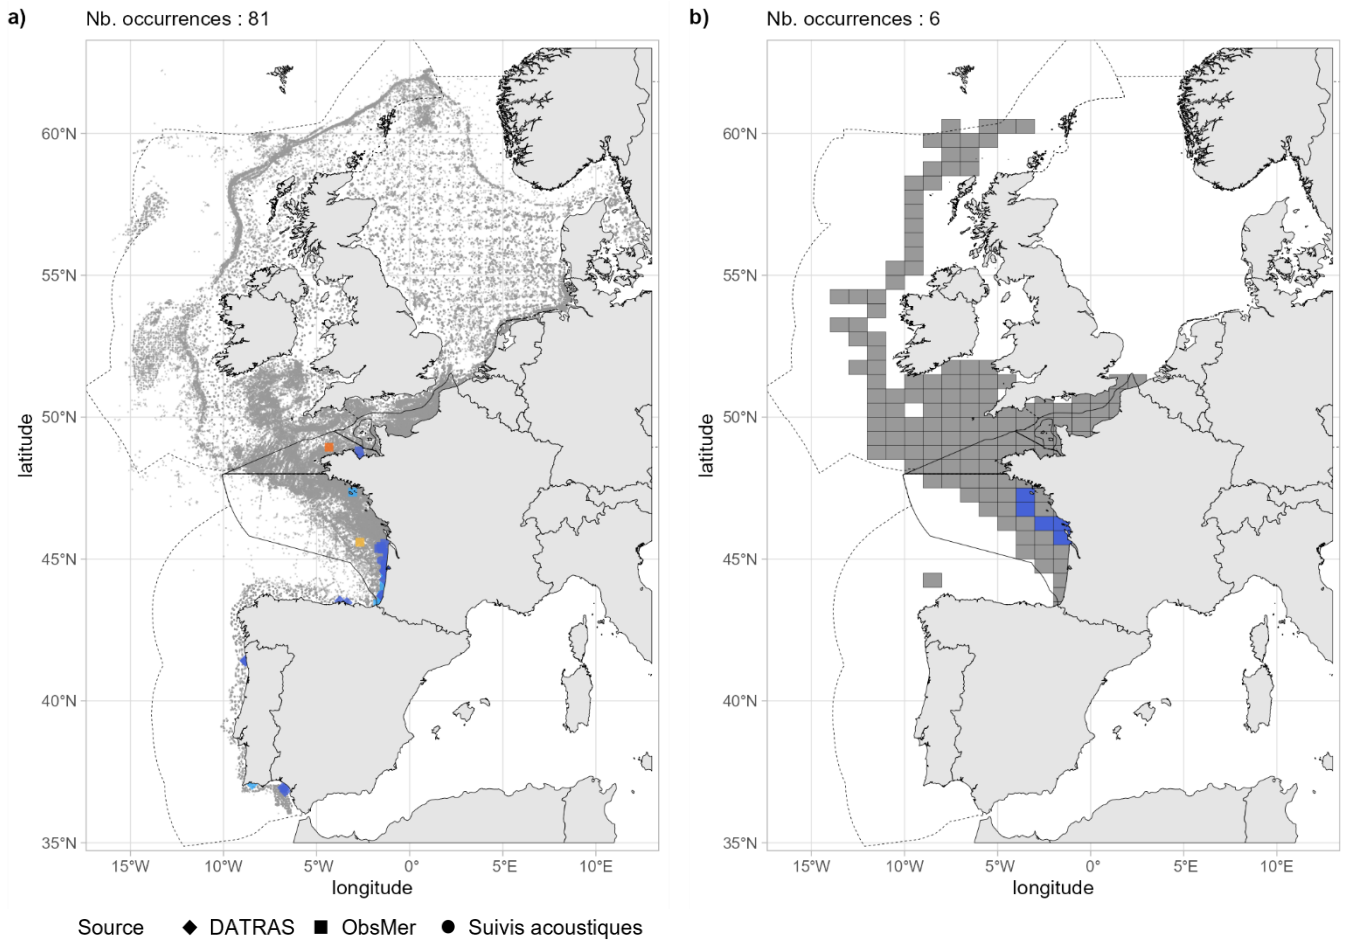 a) Nb. occurrences : 81
b) Nb. occurrences : 6
60°N
55°N
50°N
45°N
40°N
35°N
latitude
15°W 10°W 5°W 0° 5°E 10°E
longitude
60°N
55°N
50°N
45°N
40°N
35°N
latitude
15°W 10°W 5°W 0° 5°E 10°E
longitude
Source DATRAS ObsMer Suivis acoustiques